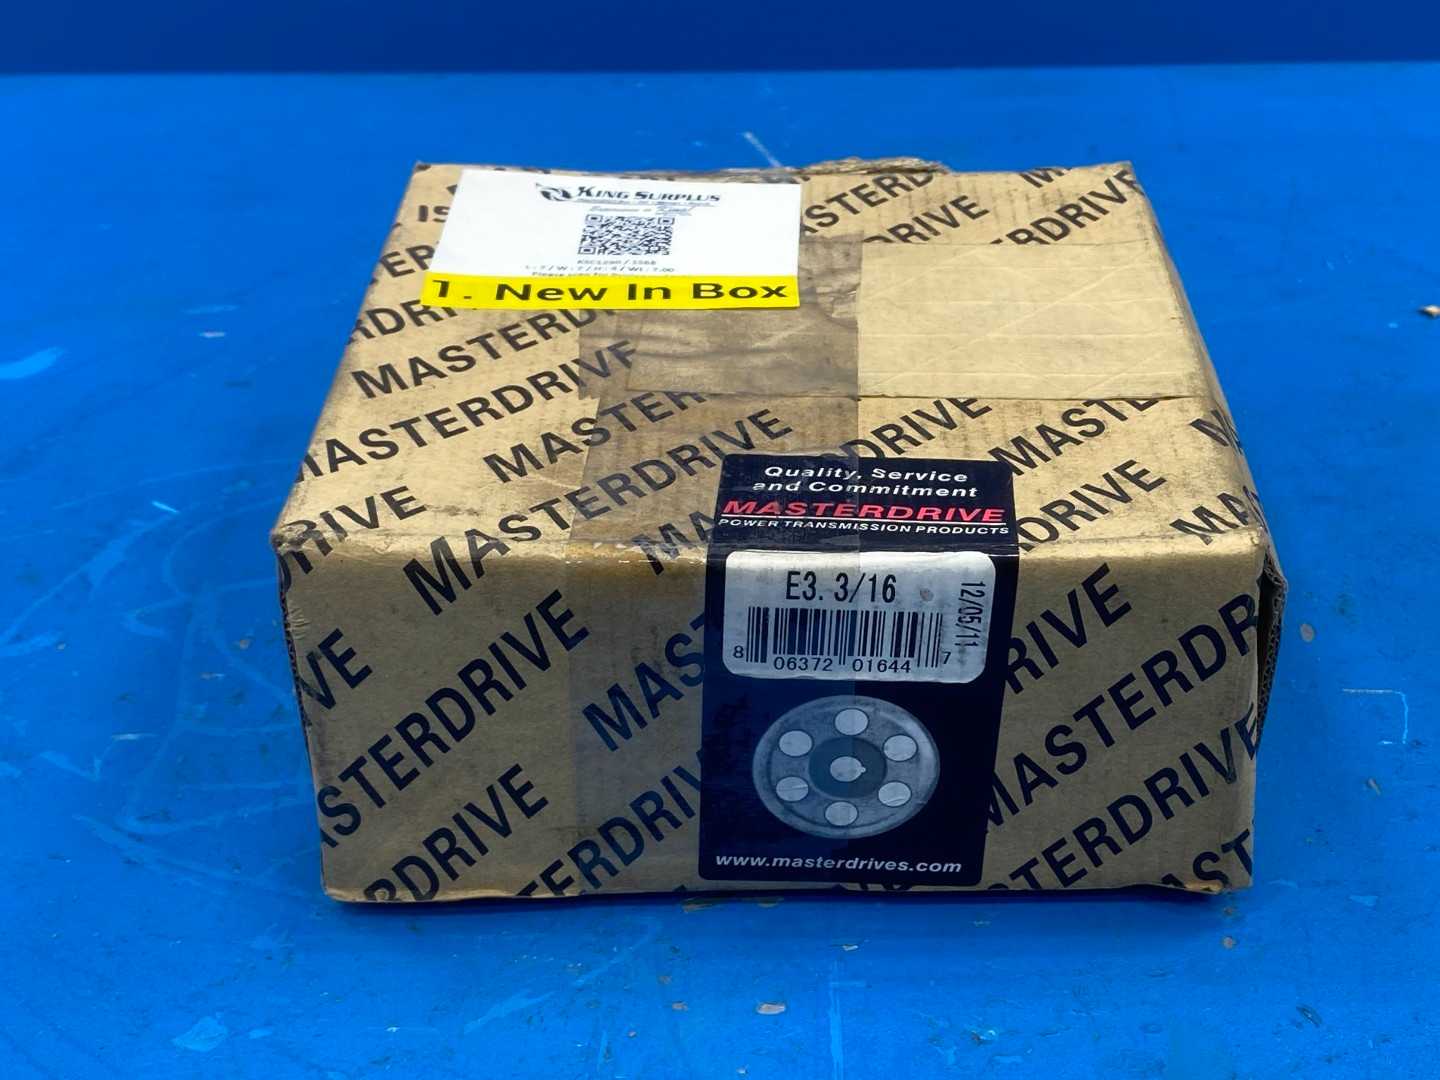 KING SURPLUS
1. New In Box
MASTERDRIVE
MASTERDRIVE
MASTERDRIVE
MASTERDRIVE
Quality, Service
and Commitment
MASTERDRIVE
POWER TRANSMISSION PRODUCTS
E3. 3/16
12/05/11
8 06372 01644 7
www.masterdrives.com
MASTERDRIVE
MASTERDRIVE